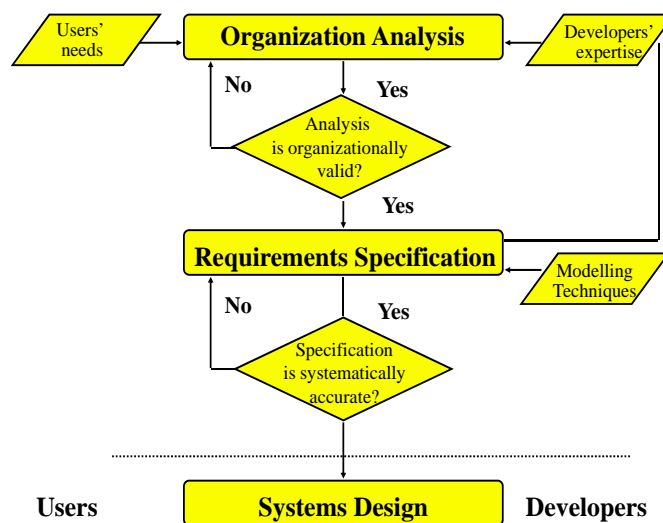 Users’
needs
Organization Analysis
Developers’
expertise
No
Yes
Analysis
is organizationally
valid?
Yes
Requirements Specification
Modelling
Techniques
No
Yes
Specification
is systematically
accurate?
Users
Systems Design
Developers